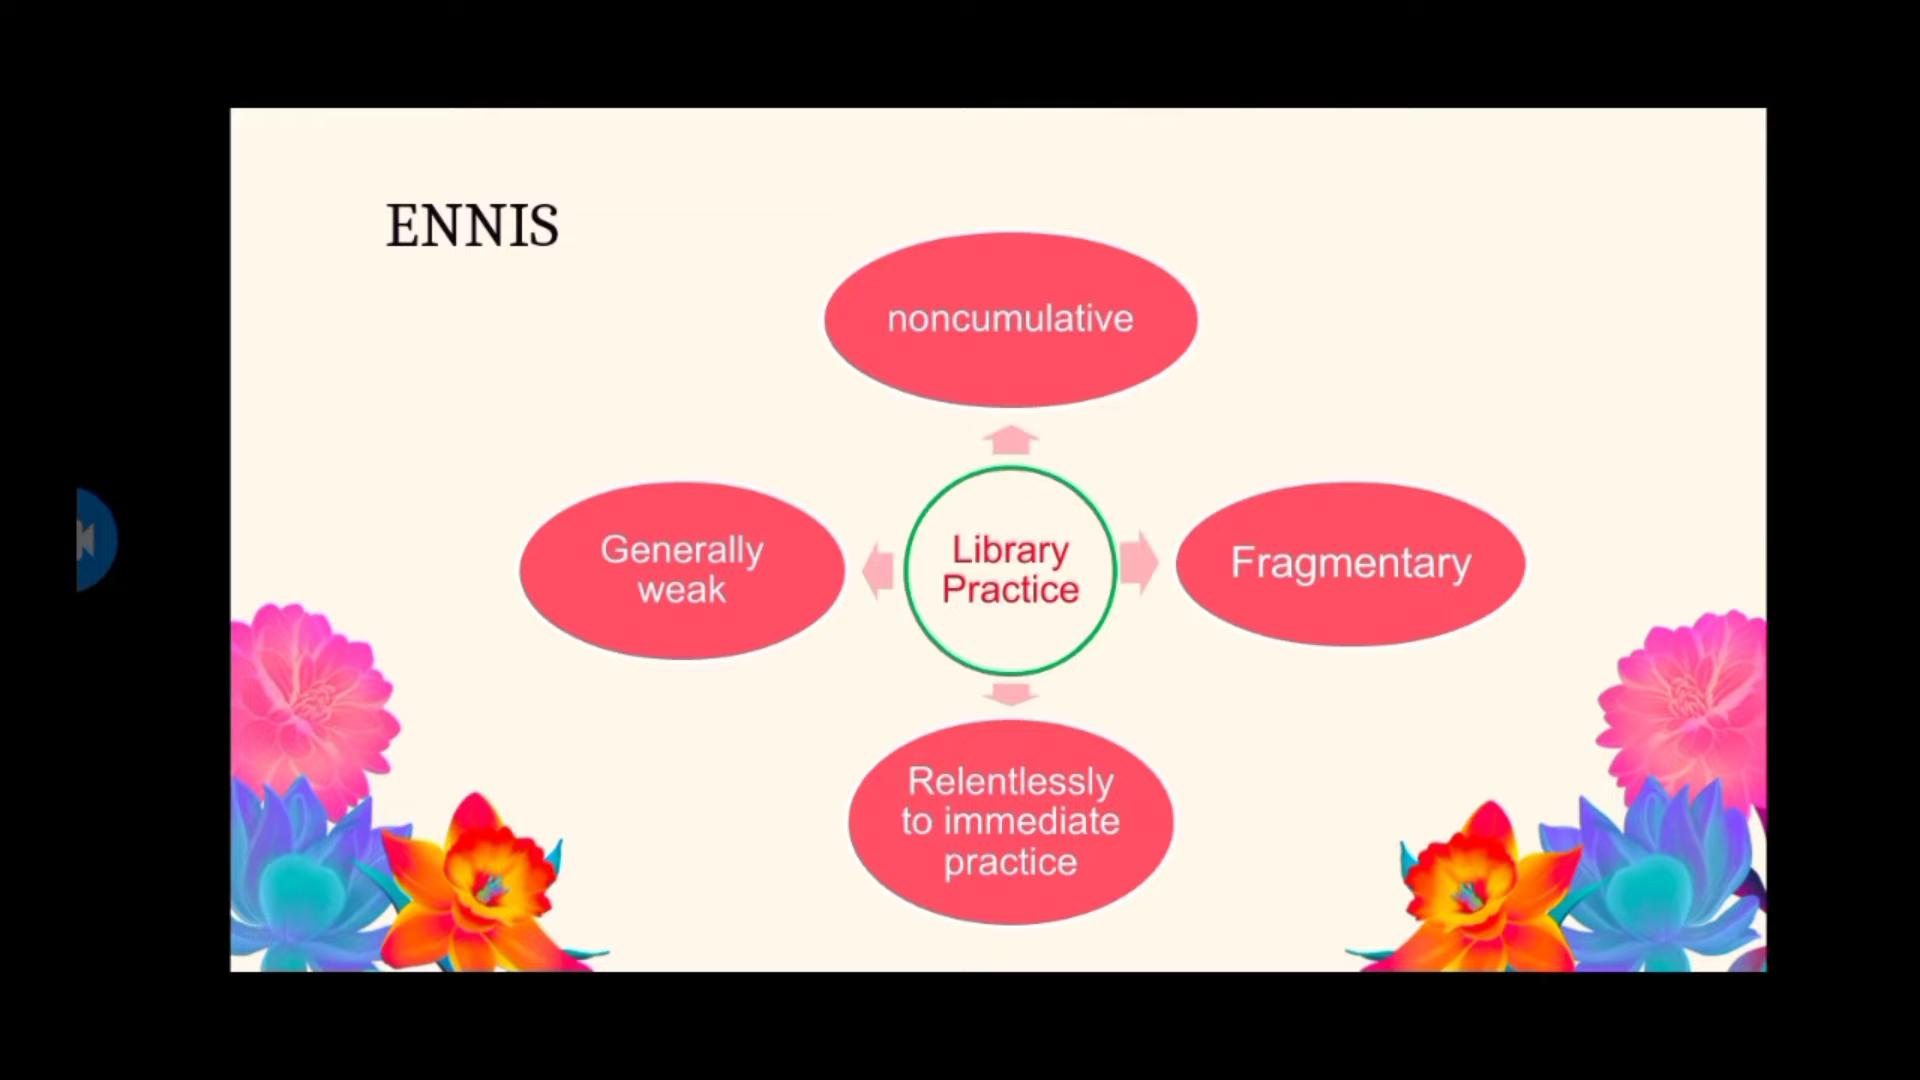 ENNIS
noncumulative
Generally
weak
Library
Practice
Fragmentary
Relentlessly
to immediate
practice